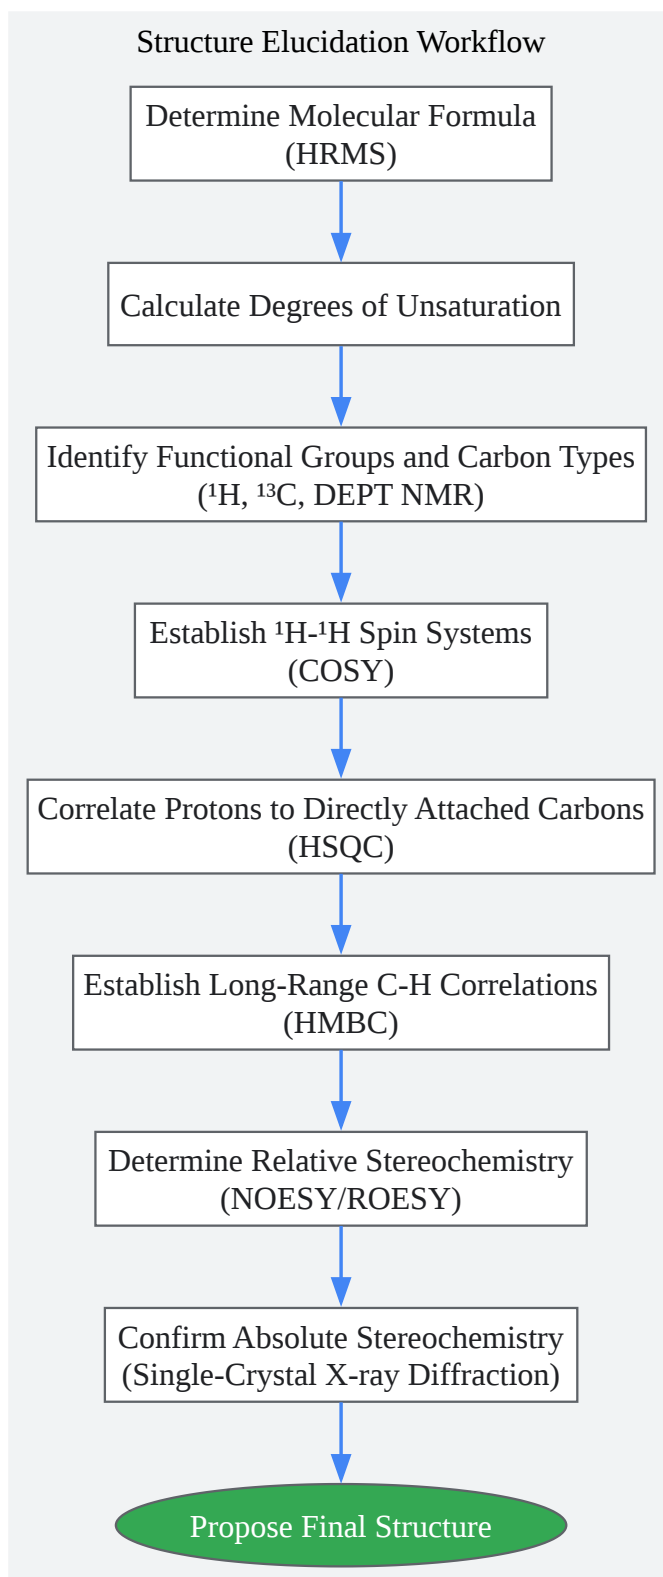 Structure Elucidation Workflow
Determine Molecular Formula
(HRMS)
Calculate Degrees of Unsaturation
Identify Functional Groups and Carbon Types
(¹H, ¹³C, DEPT NMR)
Establish ¹H-¹H Spin Systems
(COSY)
Correlate Protons to Directly Attached Carbons
(HSQC)
Establish Long-Range C-H Correlations
(HMBC)
Determine Relative Stereochemistry
(NOESY/ROESY)
Confirm Absolute Stereochemistry
(Single-Crystal X-ray Diffraction)
Propose Final Structure